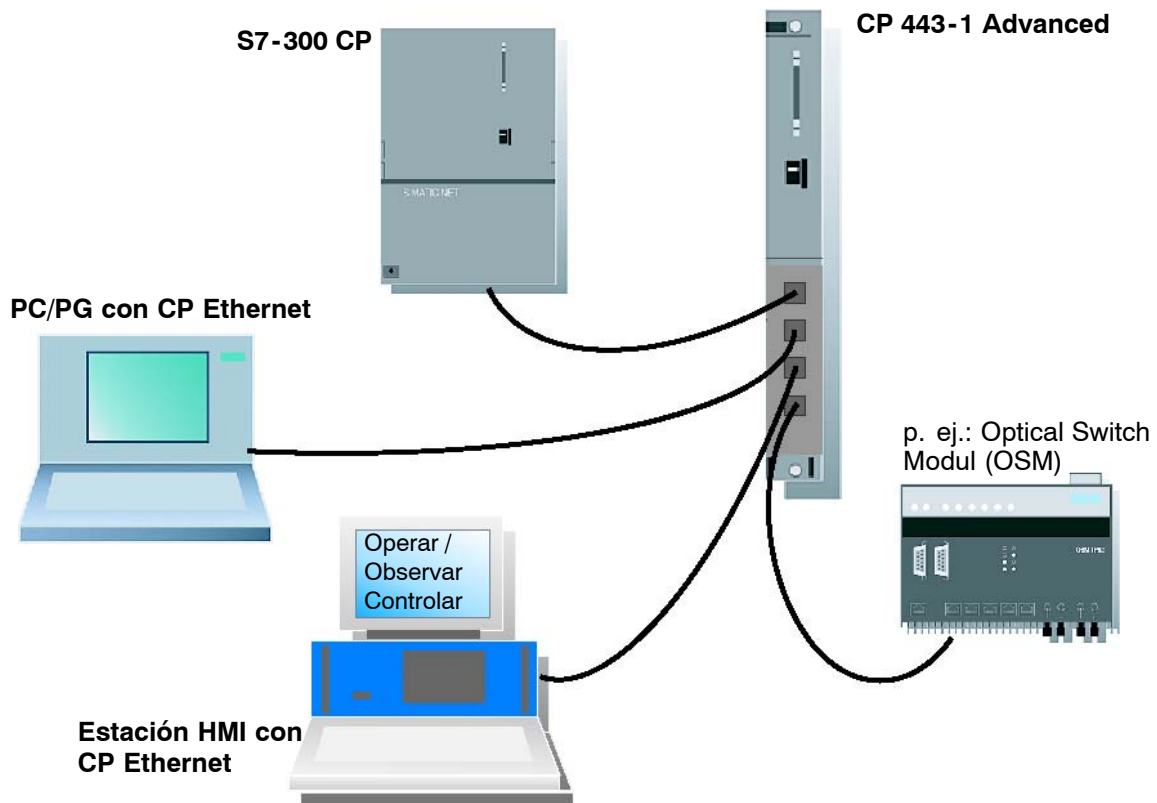 S7-300 CP
CP 443-1 Advanced
SIMATIC NET
PC/PG con CP Ethernet
p. ej.: Optical Switch
Modul (OSM)
Operar /
Observar
Controlar
Estación HMI con
CP Ethernet